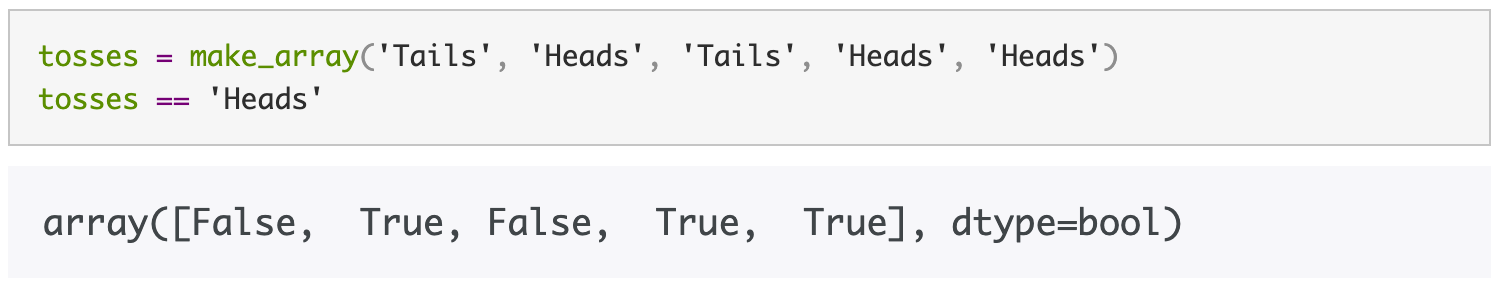 tosses = make_array('Tails', 'Heads', 'Tails', 'Heads', 'Heads')
tosses == 'Heads'
array([False,  True, False,  True,  True], dtype=bool)